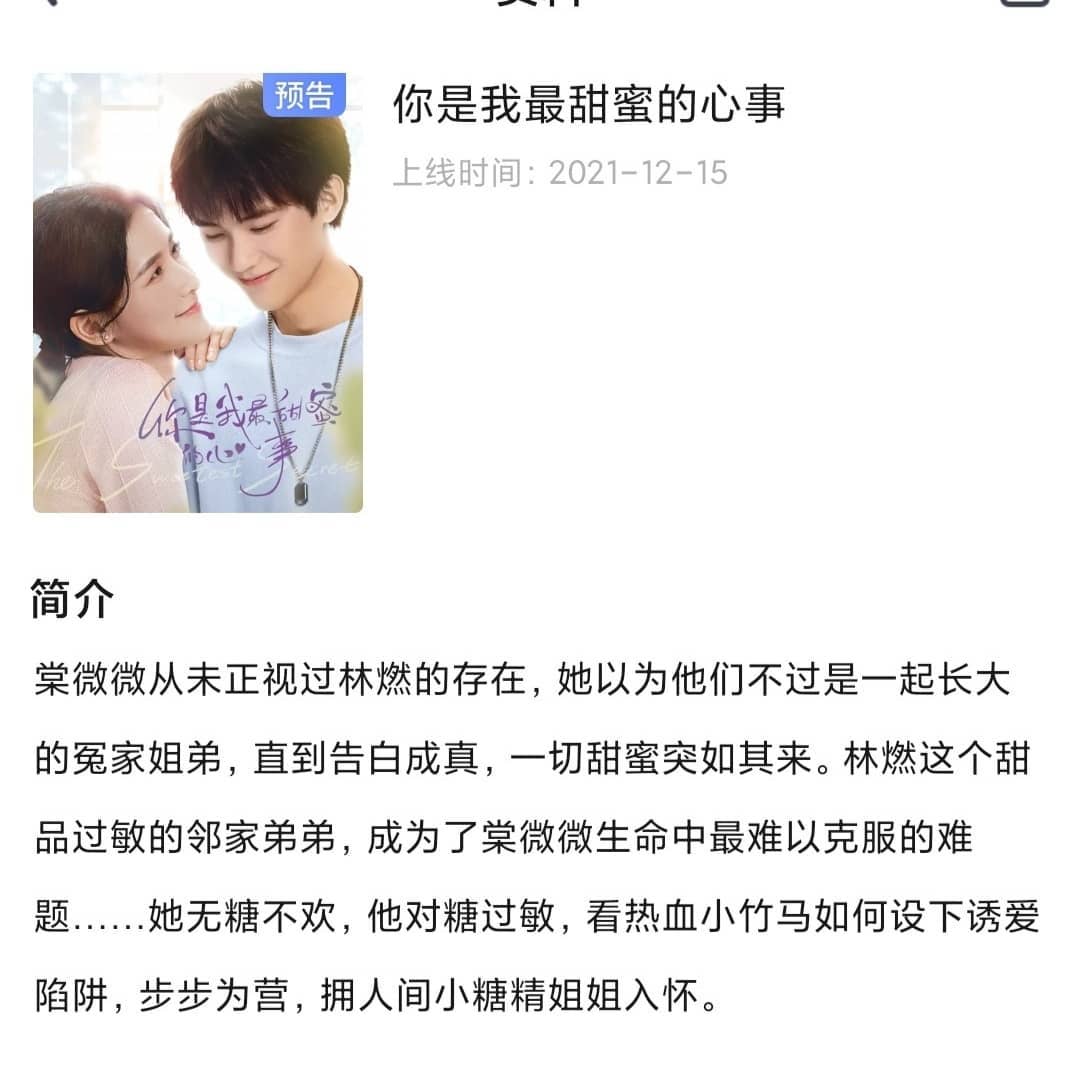 预告
你是我最甜蜜的心事
上线时间：2021-12-15
你是我最甜蜜
的心事
The Sweetest Secret
简介
棠微微从未正视过林燃的存在，她以为他们不过是一起长大
的冤家姐弟，直到告白成真，一切甜蜜突如其来。林燃这个甜
品过敏的邻家弟弟，成为了棠微微生命中最难以克服的难
题……她无糖不欢，他对糖过敏，看热血小竹马如何设下诱爱
陷阱，步步为营，拥人间小糖精姐姐入怀。